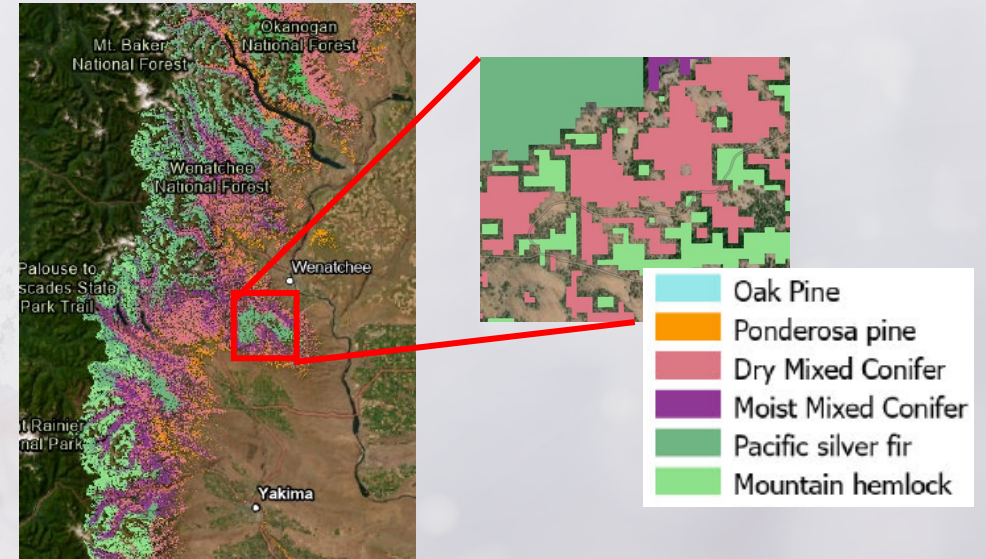 Okanogan
National Forest
Mt. Baker
National Forest
Wenatchee
National Forest
Wenatchee
Palouse to
scades State
Park Trail
t Rainier
nal Park
Yakima
Oak Pine
Ponderosa pine
Dry Mixed Conifer
Moist Mixed Conifer
Pacific silver fir
Mountain hemlock